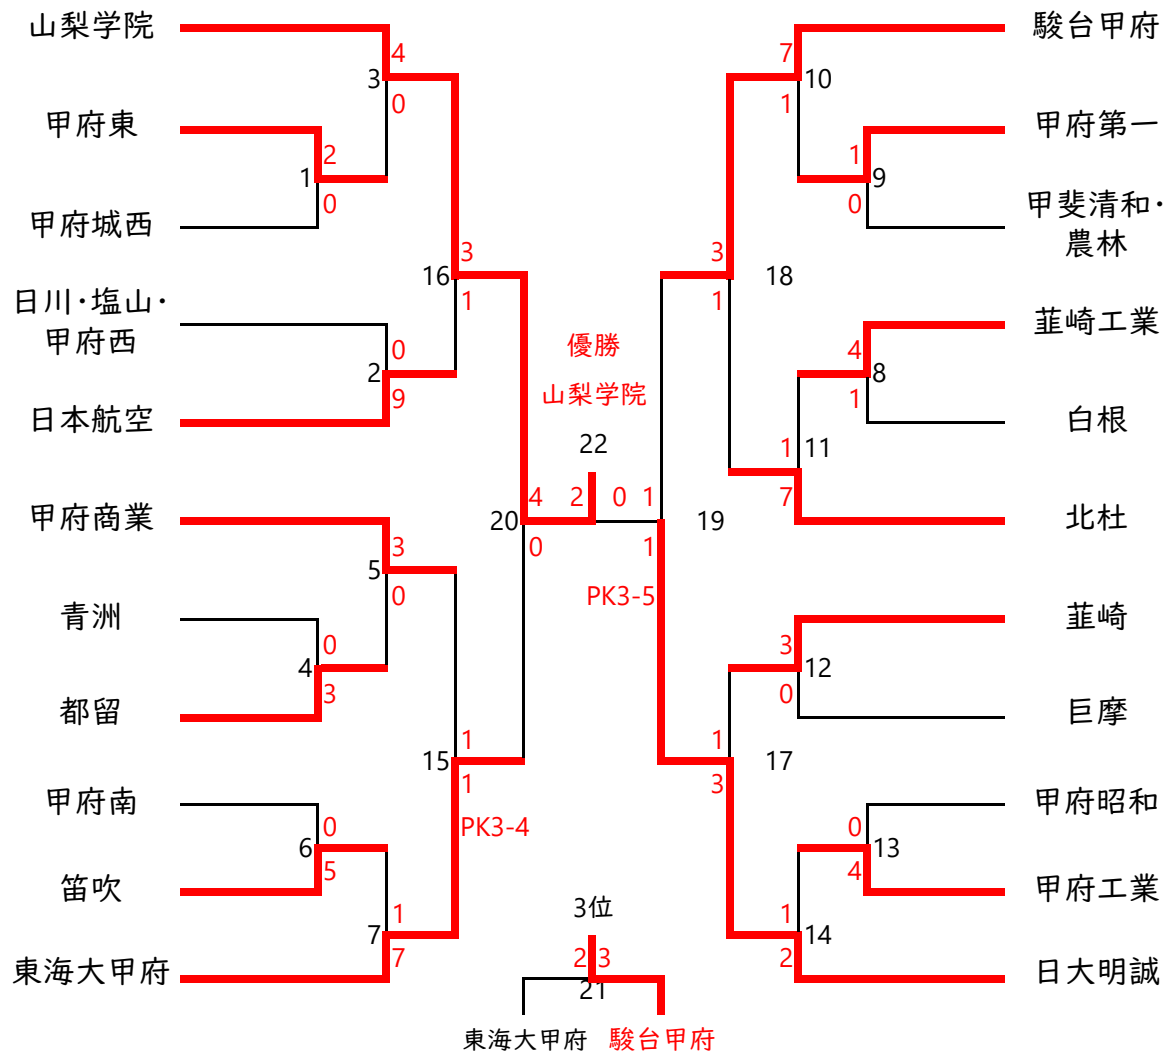 山梨学院
4
3
0
甲府東
2
1
0
甲府城西
3
16
1
日川・塩山・
甲府西
0
2
9
日本航空
甲府商業
3
5
0
青洲
0
4
3
都留
4
20
0
1
15
1
PK3-4
甲府南
0
6
5
笛吹
1
7
7
東海大甲府
優勝
山梨学院
22
2 0
1
19
1
PK3-5
3位
2 3
21
東海大甲府 駿台甲府
駿台甲府
7
10
1
甲府第一
1
9
0
甲斐清和・
農林
3
18
1
韮崎工業
4
8
1
白根
1
11
7
北杜
韮崎
3
12
0
巨摩
1
17
3
甲府昭和
0
13
4
甲府工業
1
14
2
日大明誠